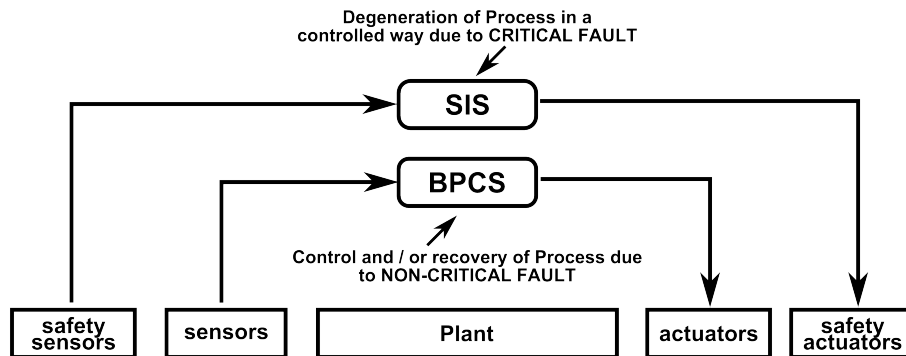 Degeneration of Process in a
controlled way due to CRITICAL FAULT
SIS
BPCS
Control and / or recovery of Process due
to NON-CRITICAL FAULT
safety
sensors
sensors
Plant
actuators
safety
actuators